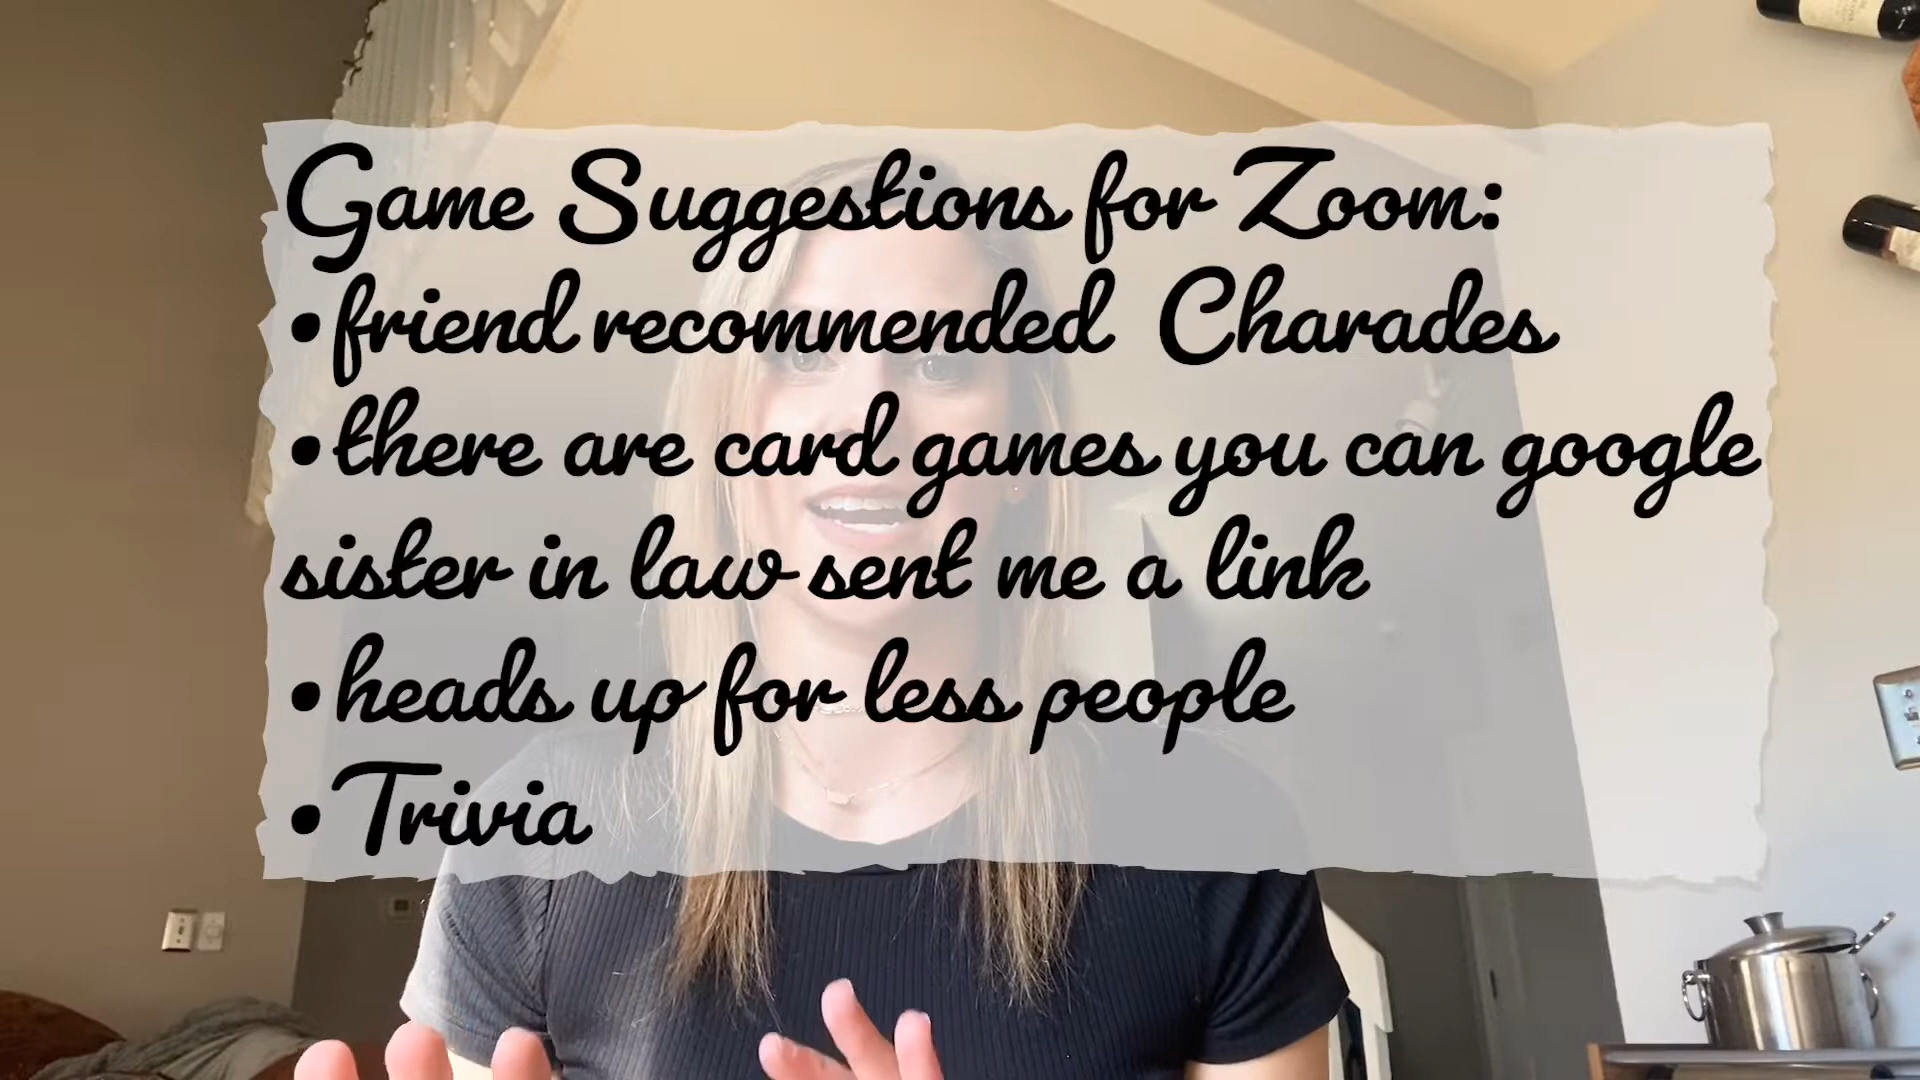 Game Suggestions for Zoom:
•friend recommended Charades
•there are card games you can google
sister in law sent me a link
•heads up for less people
•Trivia